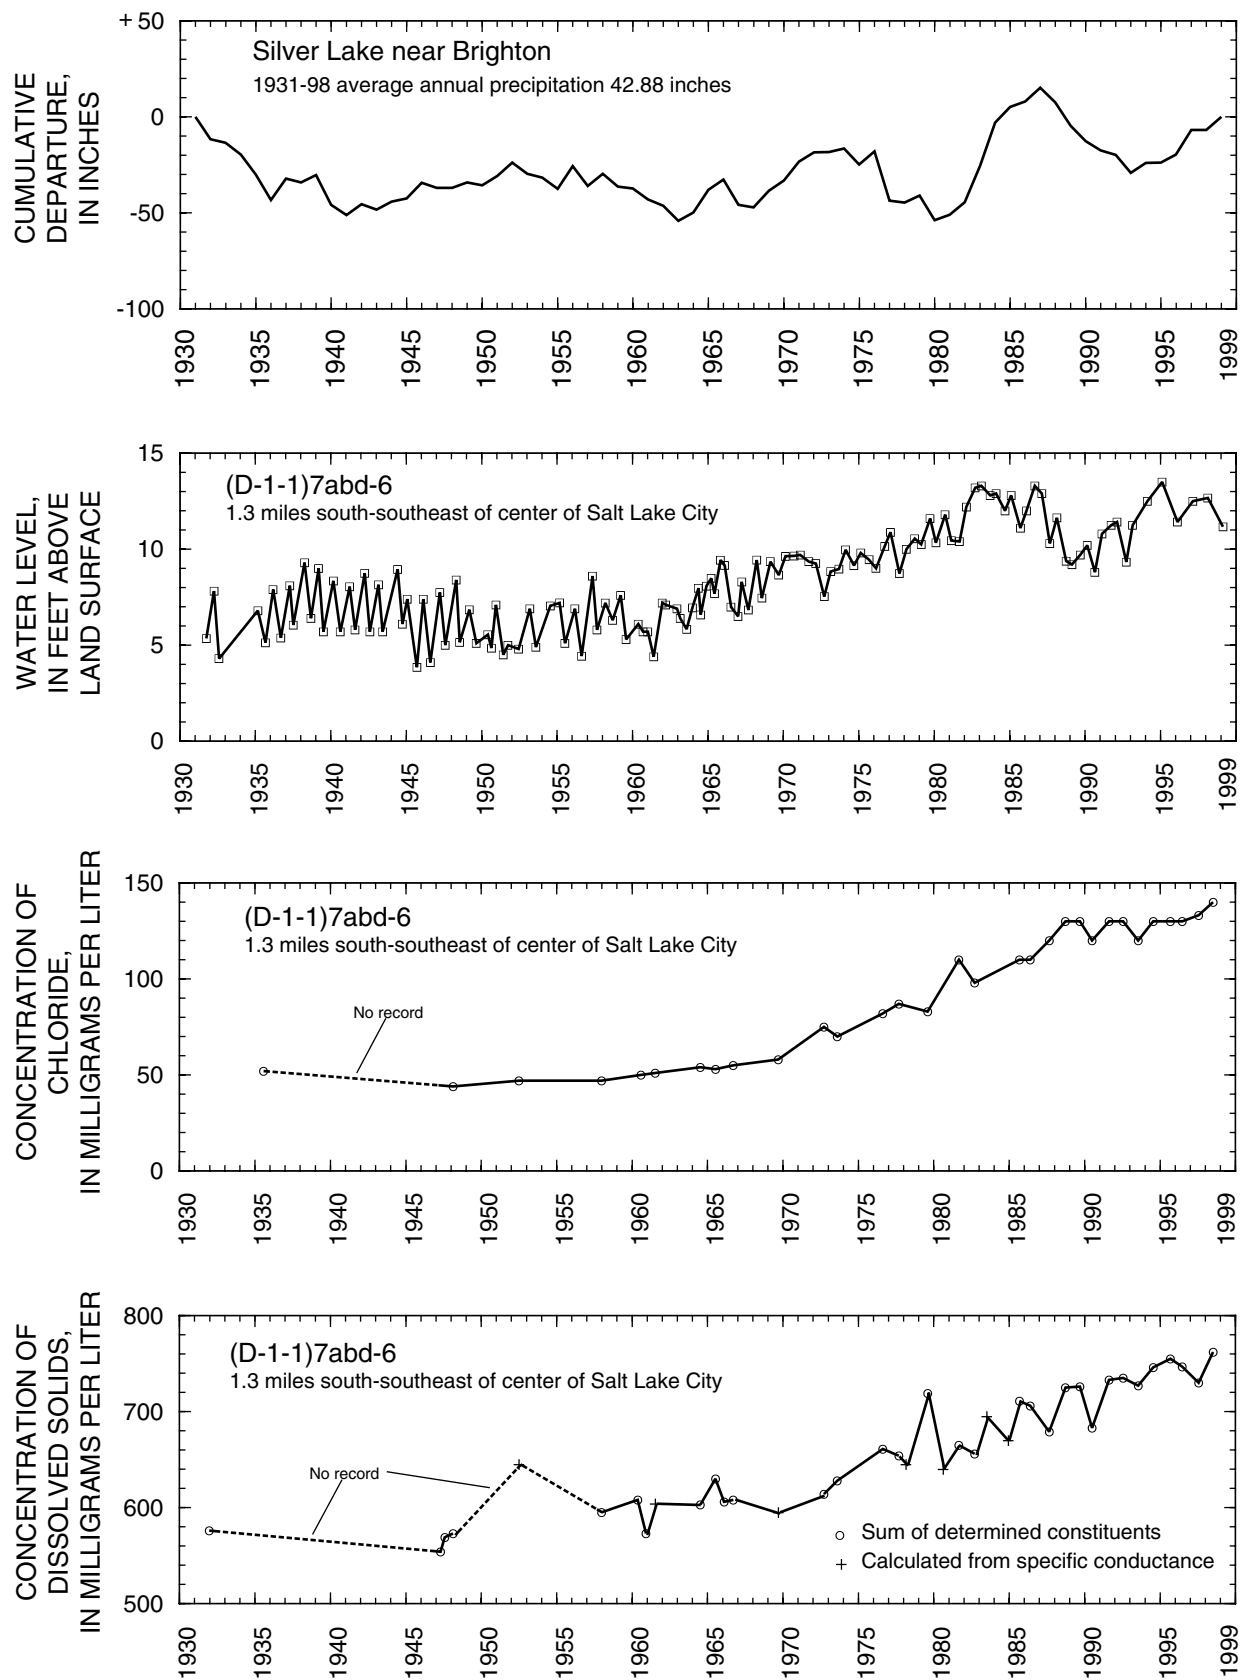 CUMULATIVE
DEPARTURE,
IN INCHES
+50
0
-50
-100
Silver Lake near Brighton
1931-98 average annual precipitation 42.88 inches
1930 1935 1940 1945 1950 1955 1960 1965 1970 1975 1980 1985 1990 1995 1999
WATER LEVEL,
IN FEET ABOVE
LAND SURFACE
15
10
5
0
(D-1-1)7abd-6
1.3 miles south-southeast of center of Salt Lake City
1930 1935 1940 1945 1950 1955 1960 1965 1970 1975 1980 1985 1990 1995 1999
CONCENTRATION OF
CHLORIDE,
IN MILLIGRAMS PER LITER
150
100
50
0
(D-1-1)7abd-6
1.3 miles south-southeast of center of Salt Lake City
No record
1930 1935 1940 1945 1950 1955 1960 1965 1970 1975 1980 1985 1990 1995 1999
CONCENTRATION OF
DISSOLVED SOLIDS,
IN MILLIGRAMS PER LITER
800
700
600
500
(D-1-1)7abd-6
1.3 miles south-southeast of center of Salt Lake City
No record
Sum of determined constituents
Calculated from specific conductance
1930 1935 1940 1945 1950 1955 1960 1965 1970 1975 1980 1985 1990 1995 1999